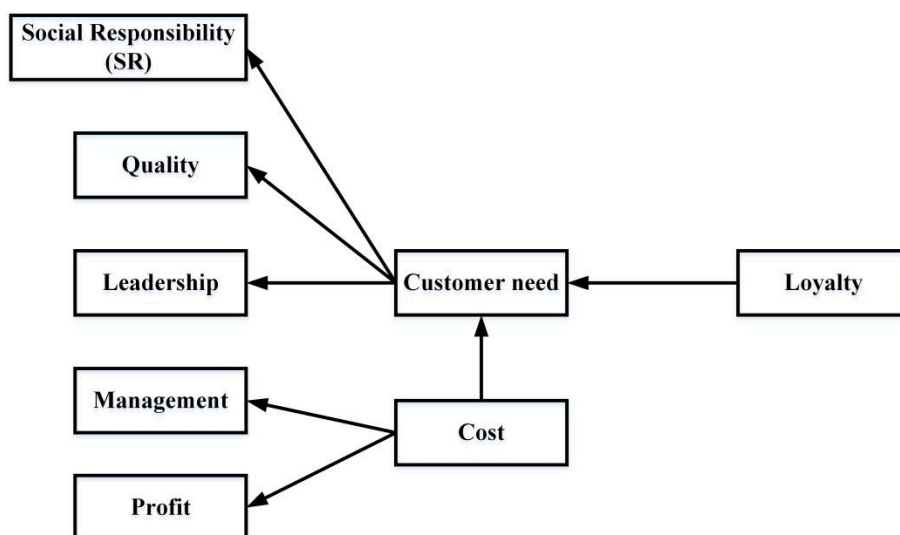 Social Responsibility
(SR)
Quality
Leadership
Customer need
Loyalty
Management
Cost
Profit